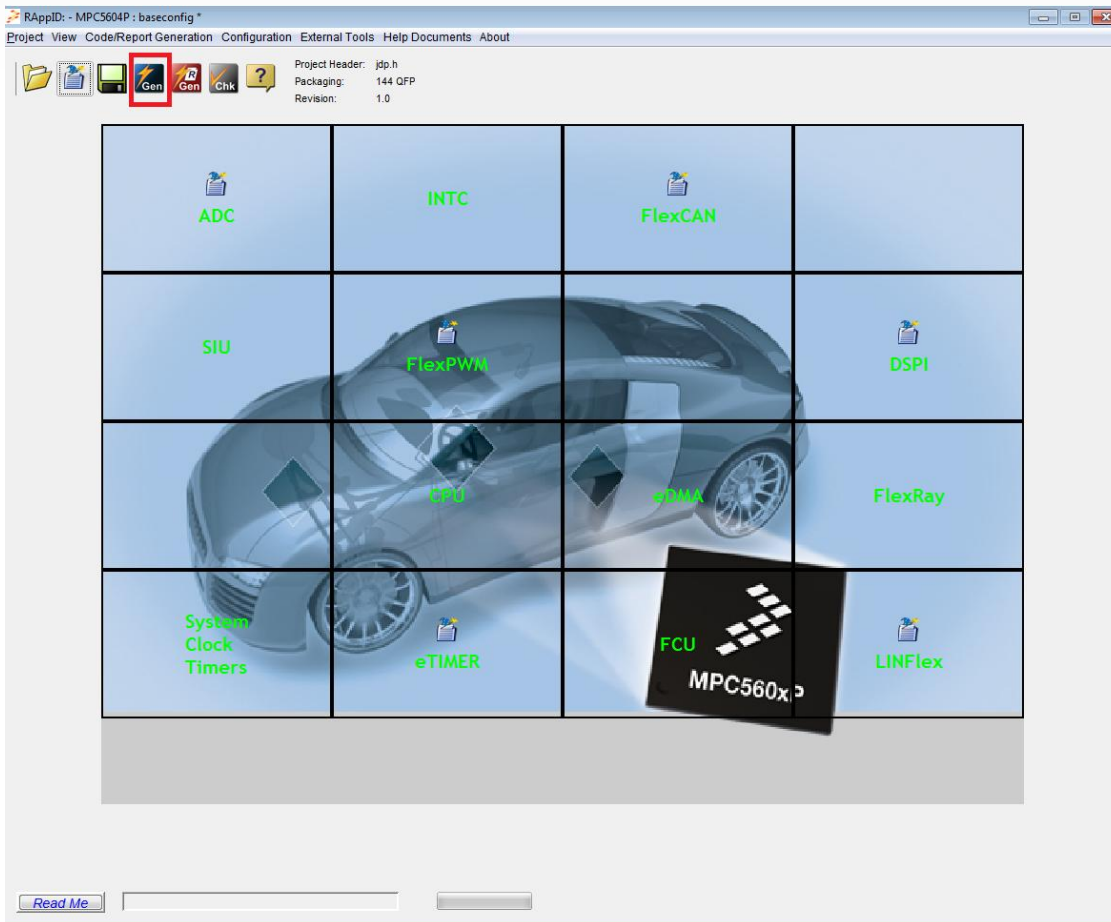 RAppID: - MPC5604P : baseconfig *
Project View Code/Report Generation Configuration External Tools Help Documents About
Gen
R
Gen
Chk
?
Project Header: jdp.h
Packaging: 144 QFP
Revision: 1.0
ADC
INTC
FlexCAN
SIU
FlexPWM
DSPI
CPU
eDMA
FlexRay
System
Clock
Timers
eTIMER
FCU
MPC560xP
LINFlex
Read Me